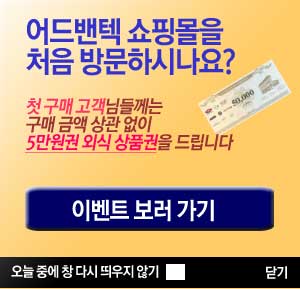 어드밴텍 쇼핑몰을
처음 방문하시나요?
첫 구매 고객님들께는
구매 금액 상관 없이
5만원권 외식 상품권을 드립니다
50,000
이벤트 보러 가기
오늘 중에 창 다시 띄우지 않기
닫기